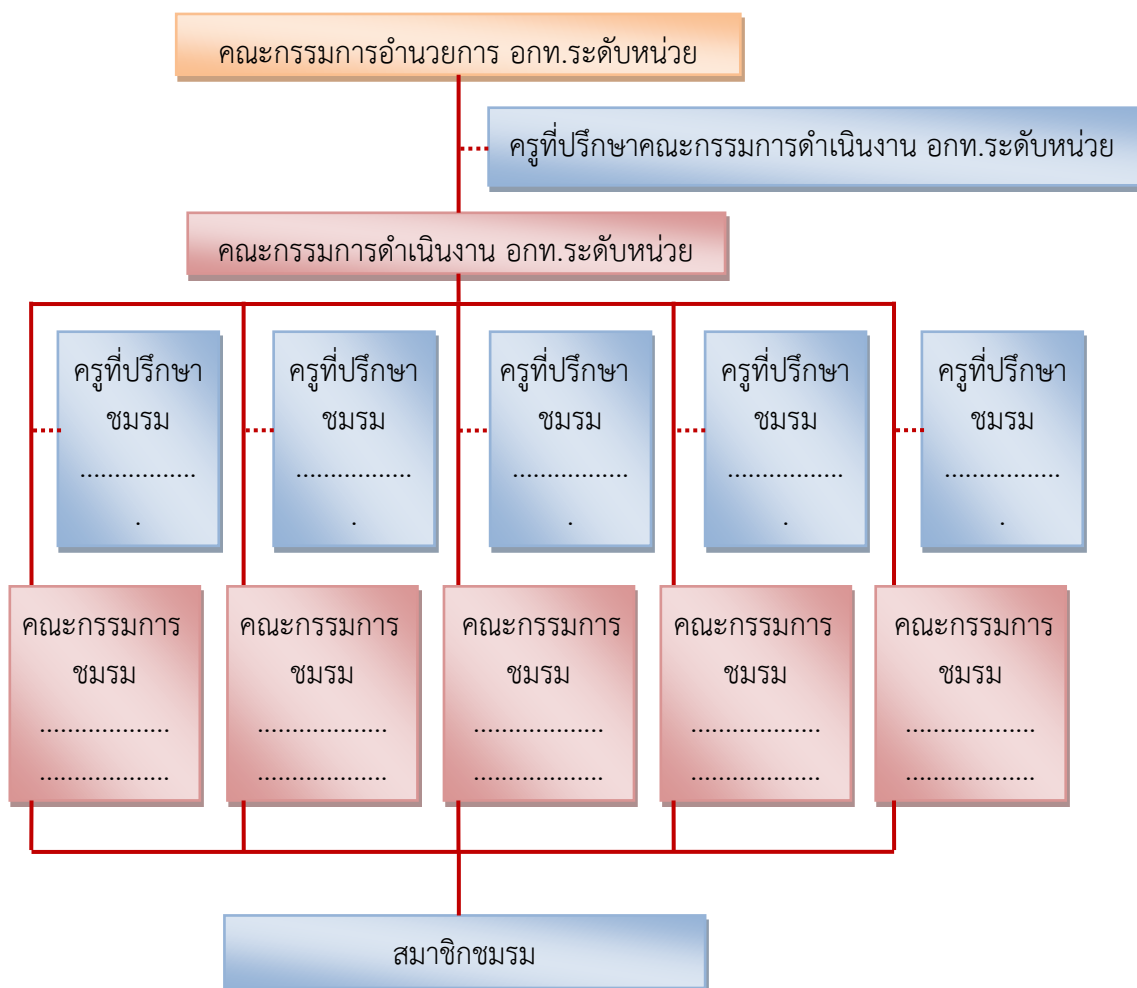 คณะกรรมการอำนวยการ อกท.ระดับหน่วย
ครูที่ปรึกษาคณะกรรมการดำเนินงาน อกท.ระดับหน่วย
คณะกรรมการดำเนินงาน อกท.ระดับหน่วย
ครูที่ปรึกษา
ชมรม
................
.
ครูที่ปรึกษา
ชมรม
................
.
ครูที่ปรึกษา
ชมรม
................
.
ครูที่ปรึกษา
ชมรม
................
.
ครูที่ปรึกษา
ชมรม
................
.
คณะกรรมการ
ชมรม
..................
..................
คณะกรรมการ
ชมรม
..................
..................
คณะกรรมการ
ชมรม
..................
..................
คณะกรรมการ
ชมรม
..................
..................
คณะกรรมการ
ชมรม
..................
..................
สมาชิกชมรม